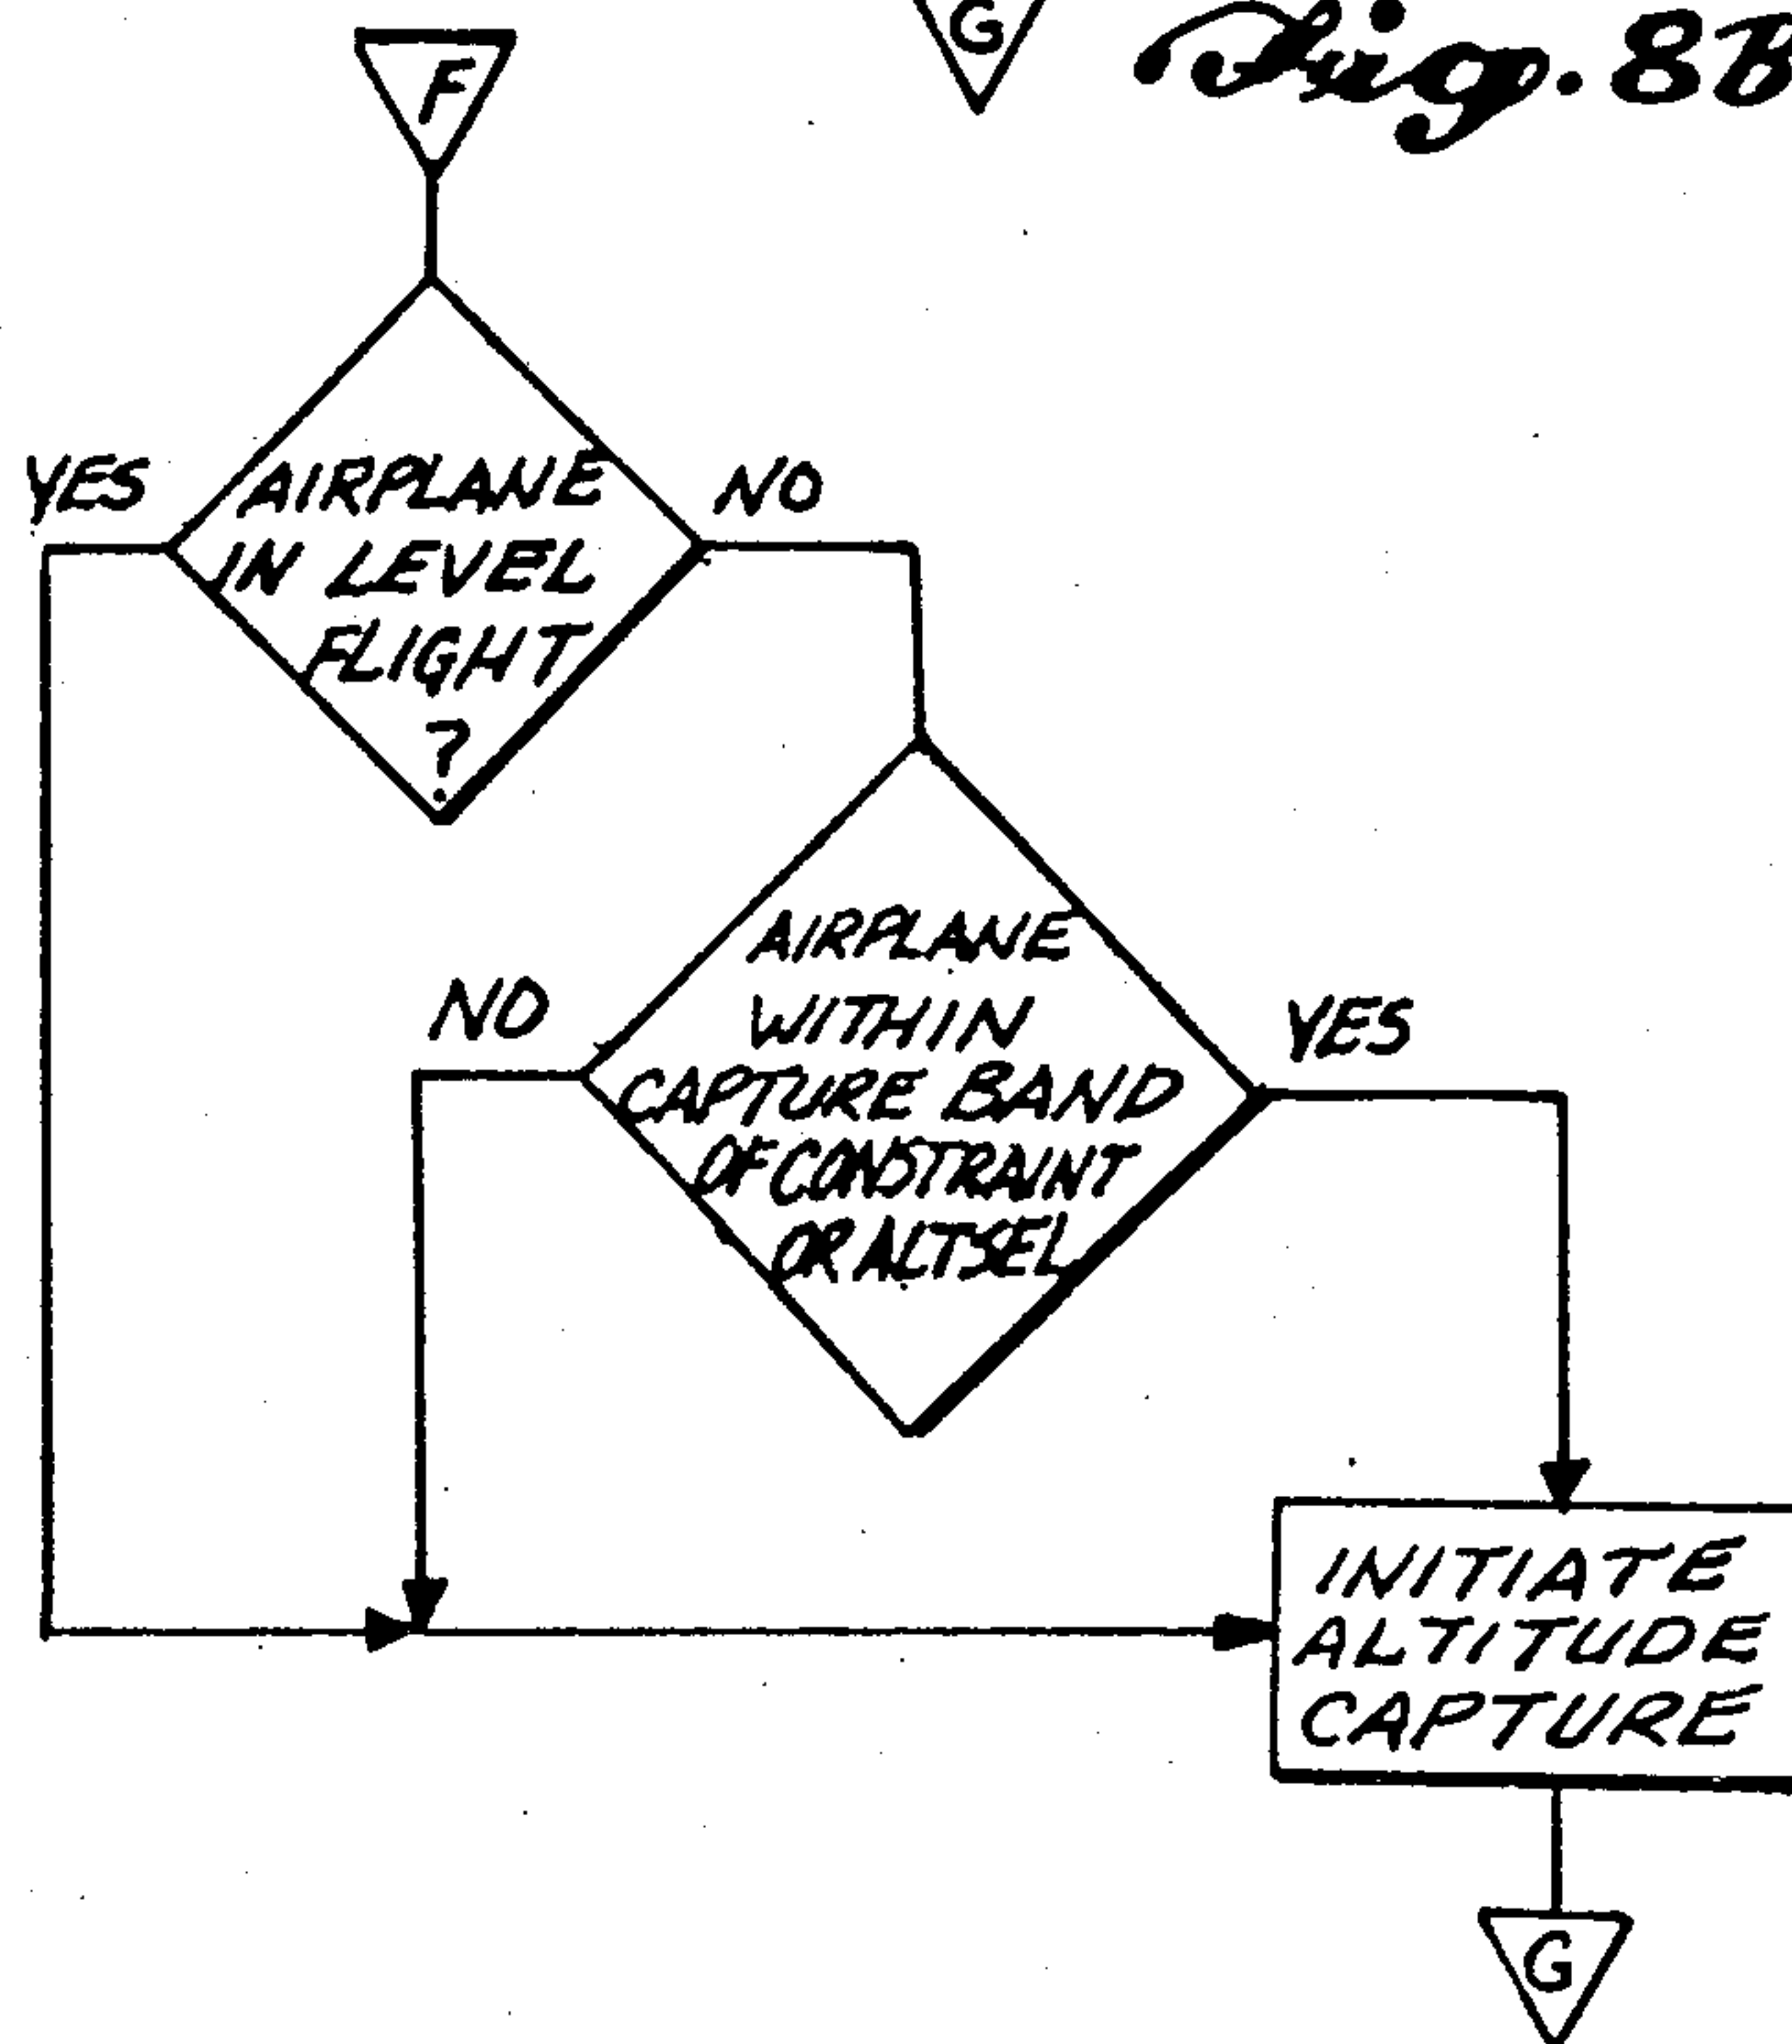 G
Fig. 8b
F
YES
NO
AIRPLANE
IN LEVEL
FLIGHT
?
AIRPLANE
WITHIN
CAPTURE BAND
OF CONSTRAINT
OR ALTSEL
NO
YES
INITIATE
ALTITUDE
CAPTURE
G